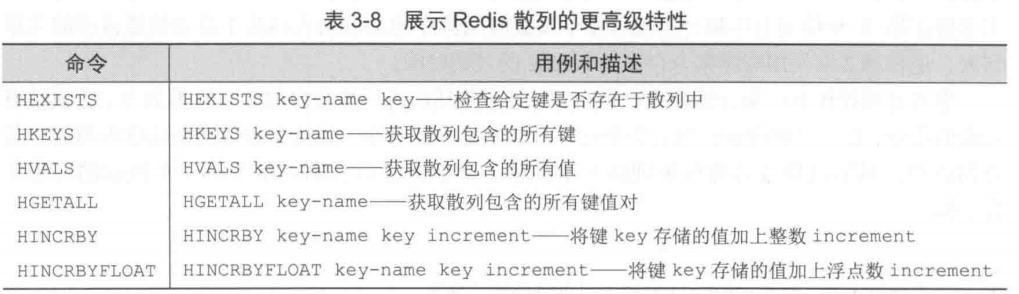 表 3-8 展示 Redis 散列的更高级特性
命令 用例和描述
HEXISTS HEXISTS key-name key——检查给定键是否存在于散列中
HKEYS HKEYS key-name——获取散列包含的所有键
HVALS HVALS key-name——获取散列包含的所有值
HGETALL HGETALL key-name——获取散列包含的所有键值对
HINCRBY HINCRBY key-name key increment——将键 key 存储的值加上整数 increment
HINCRBYFLOAT HINCRBYFLOAT key-name key increment——将键 key 存储的值加上浮点数 increment